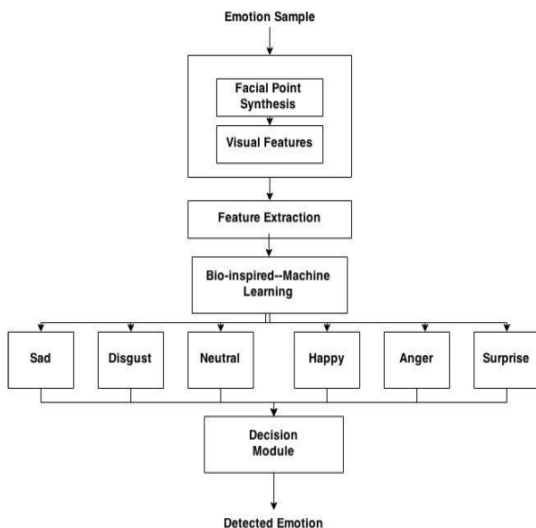 Emotion Sample
Facial Point
Synthesis
Visual Features
Feature Extraction
Bio-inspired--Machine
Learning
Sad
Disgust
Neutral
Happy
Anger
Surprise
Decision
Module
Detected Emotion